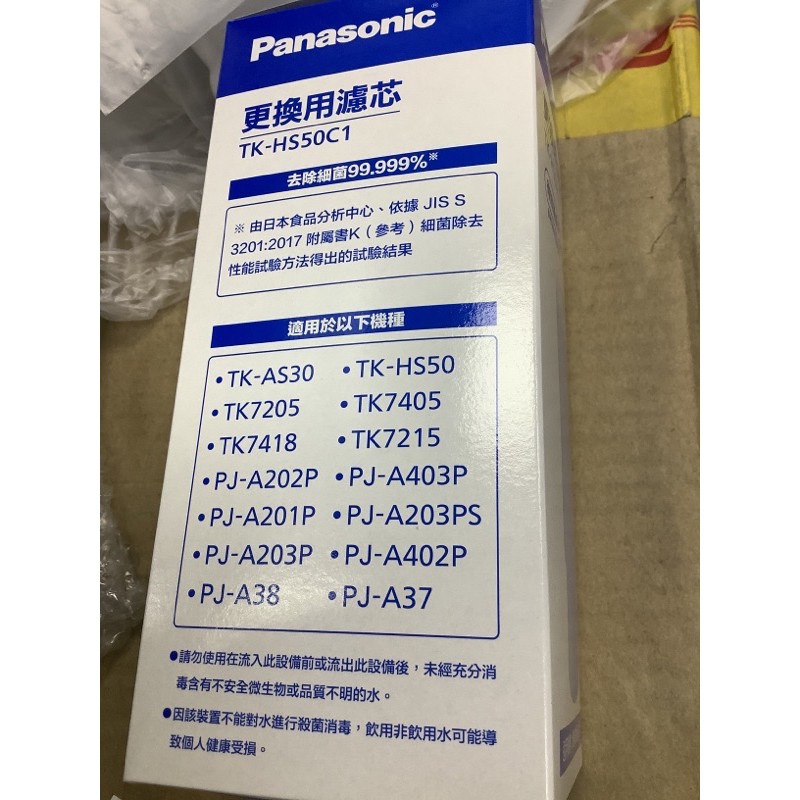 Panasonic®
更換用濾芯
TK-HS50C1
去除細菌99.999%※
※ 由日本食品分析中心、依據 JIS S
3201:2017 附屬書K（參考）細菌除去
性能試驗方法得出的試驗結果
適用於以下機種
• TK-AS30 • TK-HS50
• TK7205 • TK7405
• TK7418 • TK7215
• PJ-A202P • PJ-A403P
• PJ-A201P • PJ-A203PS
• PJ-A203P • PJ-A402P
• PJ-A38 • PJ-A37
●請勿使用在流入此設備前或流出此設備後，未經充分消
毒含有不安全微生物或品質不明的水。
●因該裝置不能對水進行殺菌消毒，飲用非飲用水可能導
致個人健康受損。